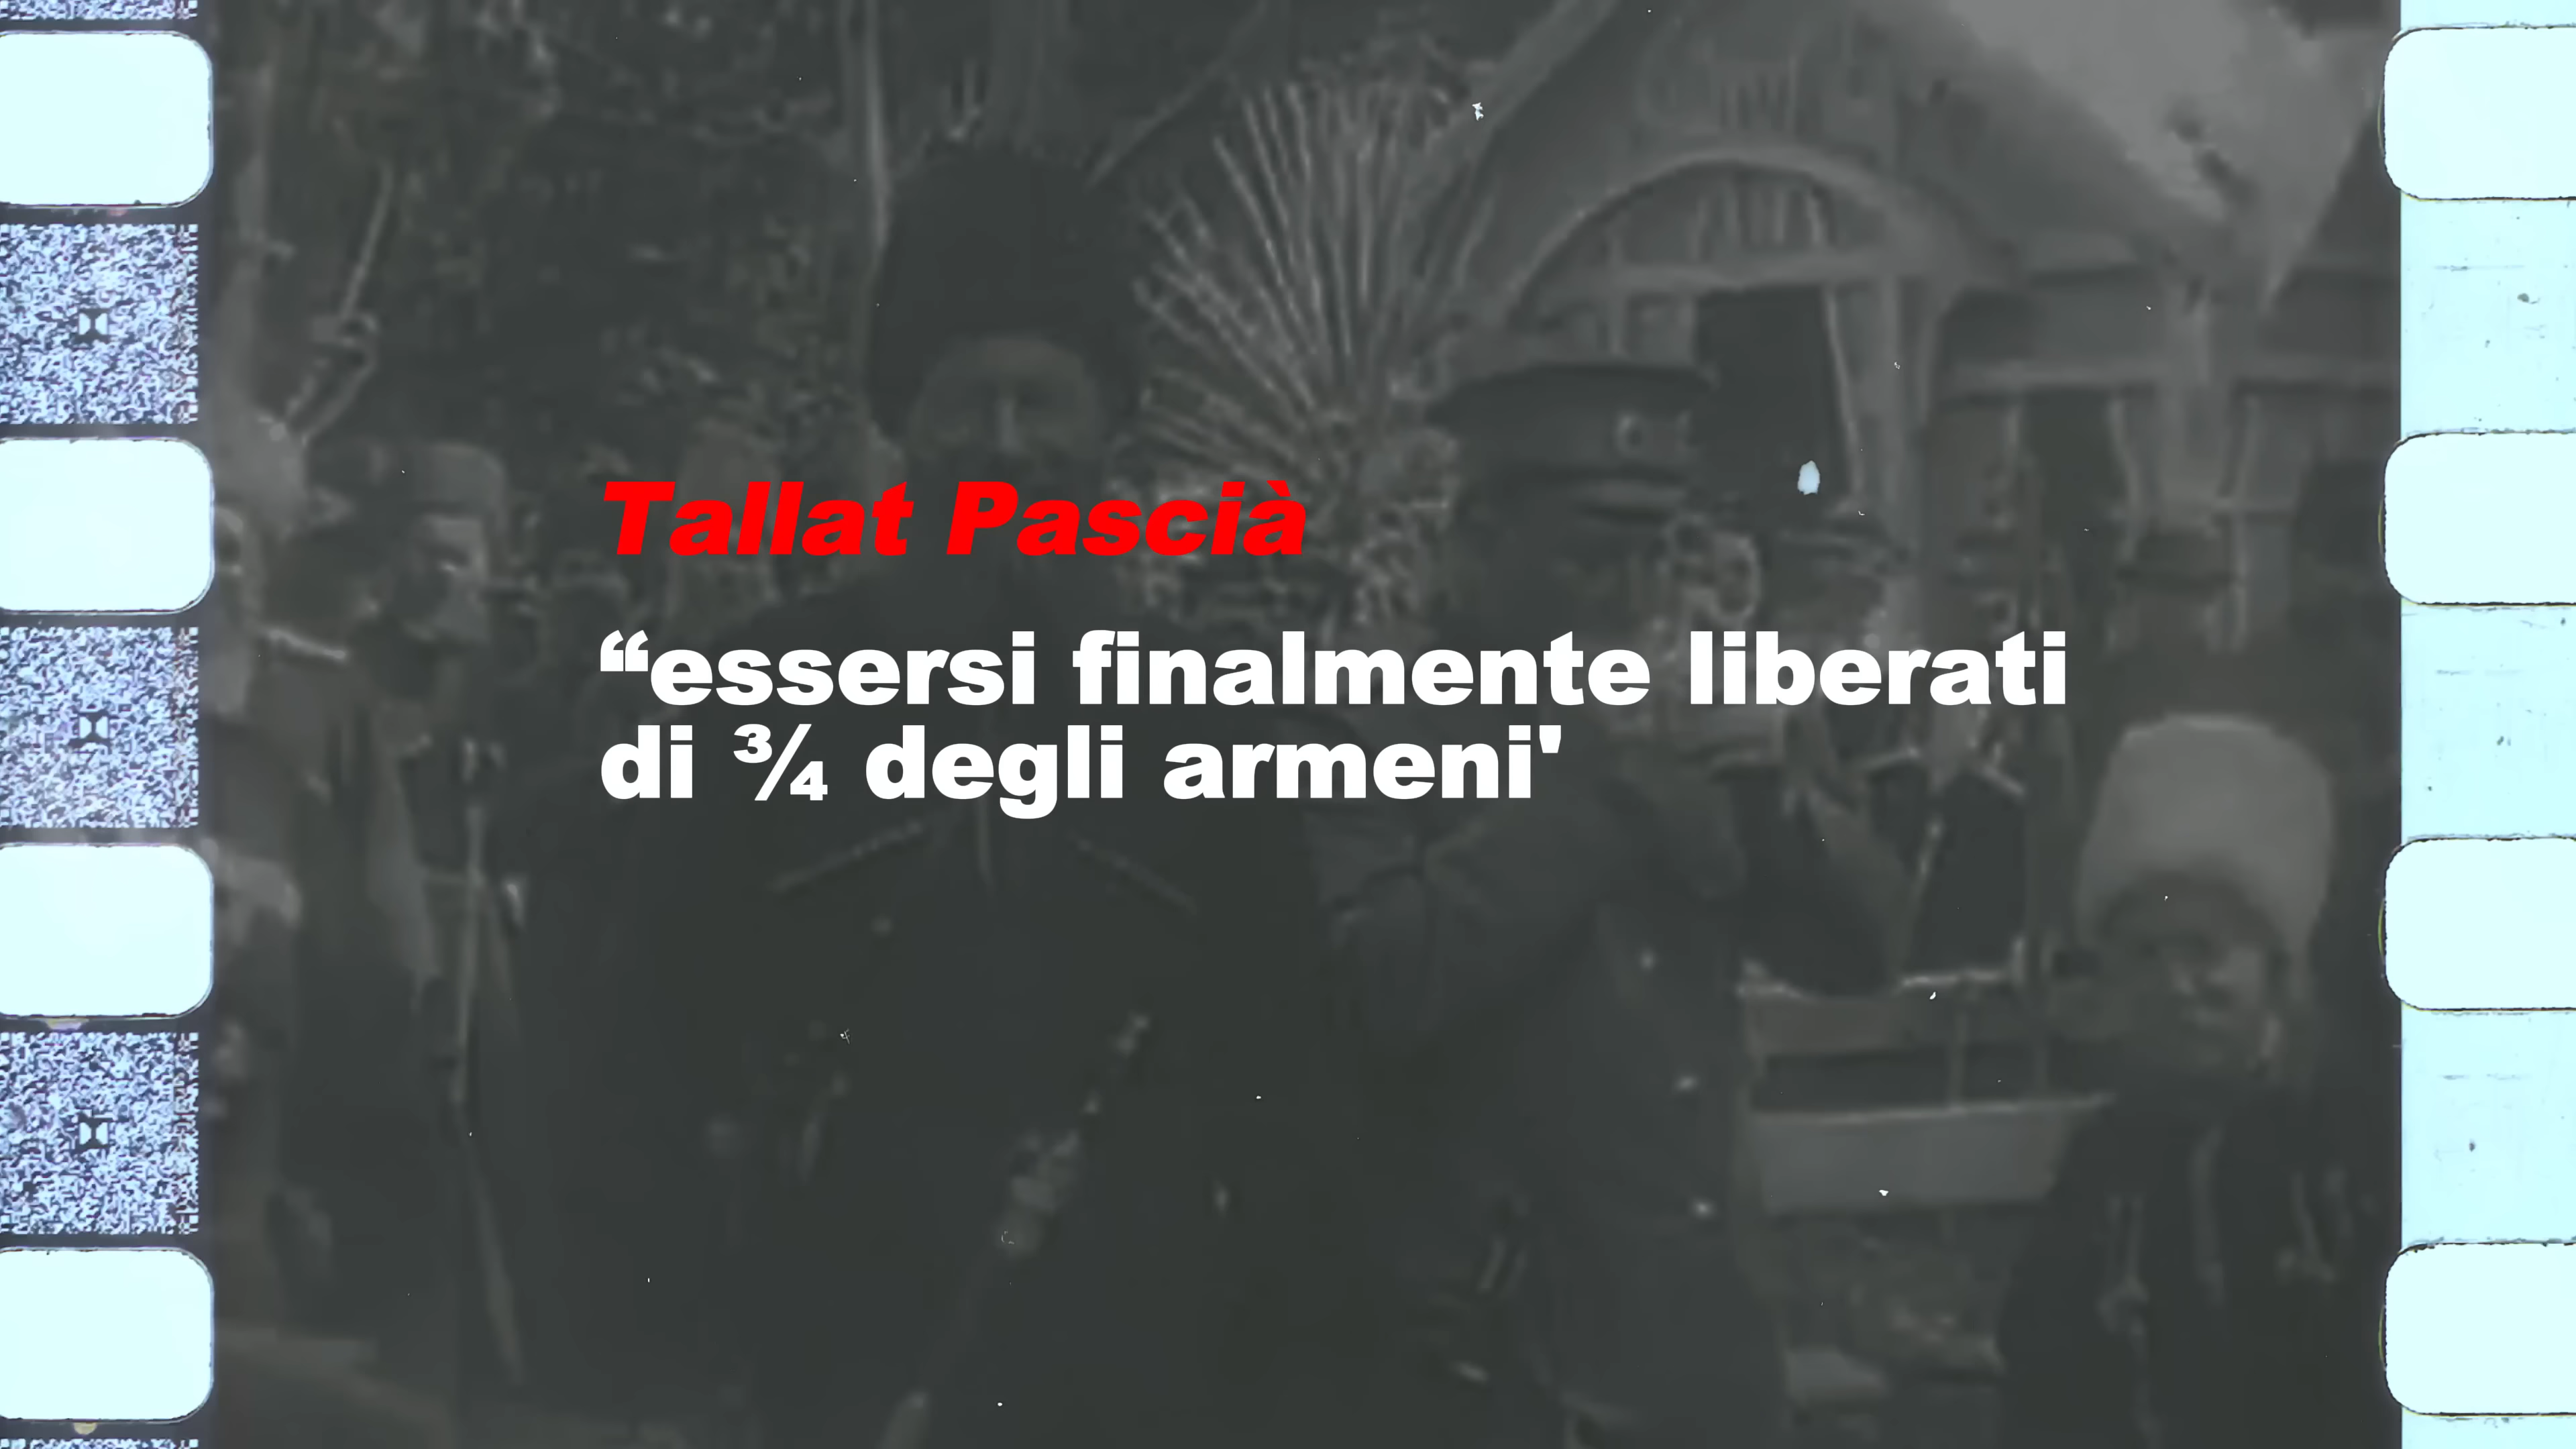 Tallat Pascià
“essersi finalmente liberati
di ¾ degli armeni'